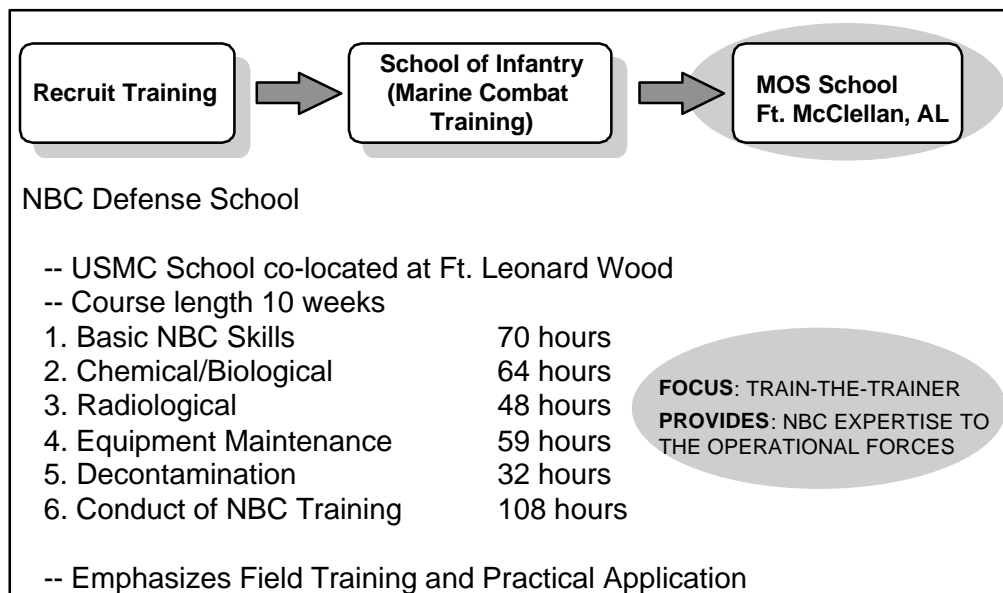 Recruit Training
School of Infantry
(Marine Combat
Training)
MOS School
Ft. McClellan, AL
NBC Defense School
-- USMC School co-located at Ft. Leonard Wood
-- Course length 10 weeks
1. Basic NBC Skills 70 hours
2. Chemical/Biological 64 hours
3. Radiological 48 hours
4. Equipment Maintenance 59 hours
5. Decontamination 32 hours
6. Conduct of NBC Training 108 hours
FOCUS: TRAIN-THE-TRAINER
PROVIDES: NBC EXPERTISE TO
THE OPERATIONAL FORCES
-- Emphasizes Field Training and Practical Application